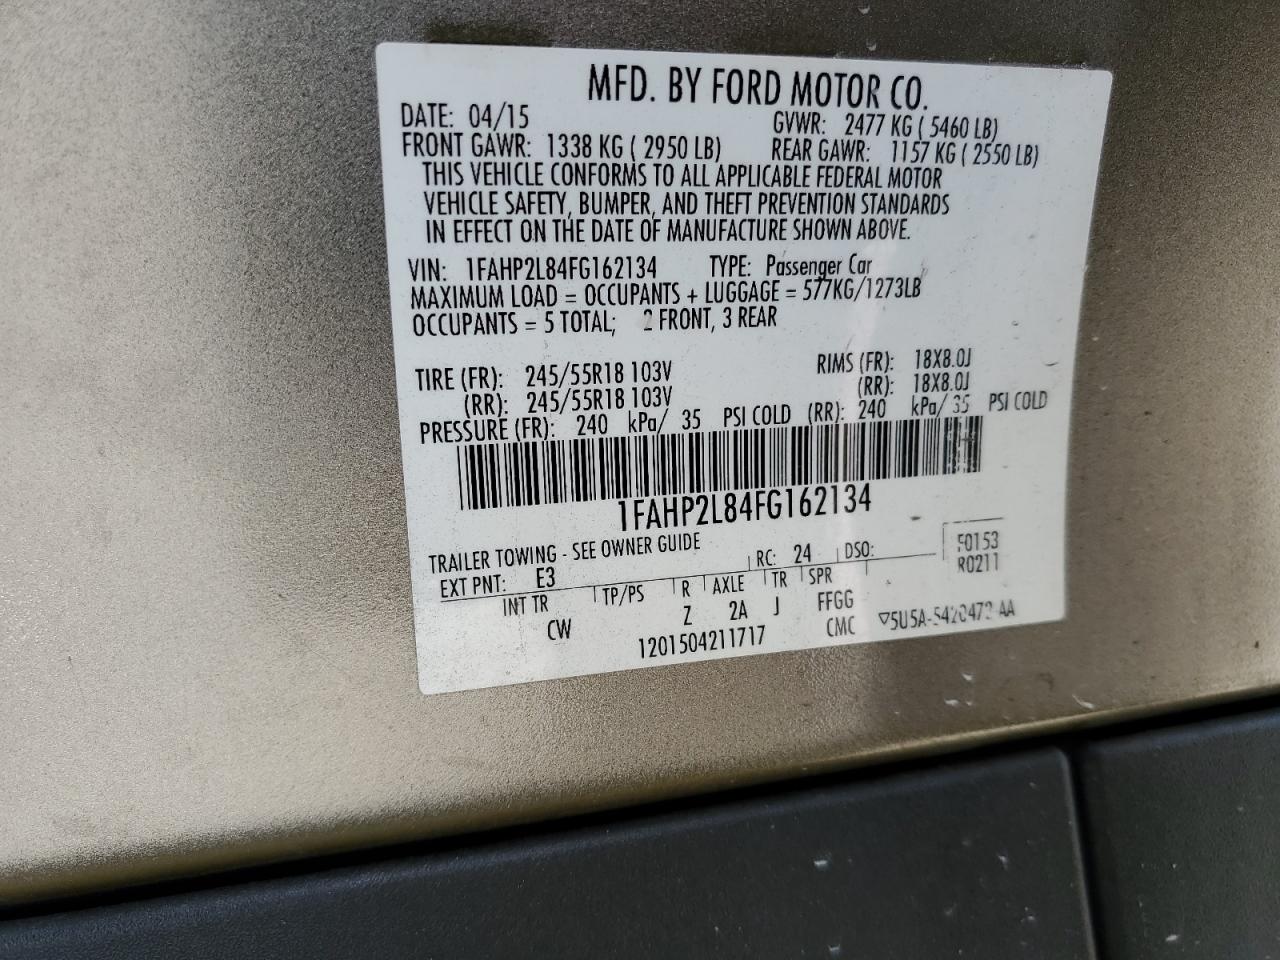 MFD. BY FORD MOTOR CO.
DATE: 04/15 GVWR: 2477 KG ( 5460 LB)
FRONT GAWR: 1338 KG ( 2950 LB) REAR GAWR: 1157 KG ( 2550 LB)
THIS VEHICLE CONFORMS TO ALL APPLICABLE FEDERAL MOTOR
VEHICLE SAFETY, BUMPER, AND THEFT PREVENTION STANDARDS
IN EFFECT ON THE DATE OF MANUFACTURE SHOWN ABOVE.
VIN: 1FAHP2L84FG162134 TYPE: Passenger Car
MAXIMUM LOAD = OCCUPANTS + LUGGAGE = 577KG/1273LB
OCCUPANTS = 5 TOTAL; 2 FRONT, 3 REAR
TIRE (FR): 245/55R18 103V RIMS (FR): 18X8.0J
(RR): 245/55R18 103V (RR): 18X8.0J
PRESSURE (FR): 240 kPa/ 35 PSI COLD (RR): 240 kPa/ 35 PSI COLD
1FAHP2L84FG162134
TRAILER TOWING - SEE OWNER GUIDE
EXT PNT: E3 RC: 24 DSO: F0153
R0211
INT TR TP/PS R AXLE TR SPR
CW Z 2A J FFGG
1201504211717 CMC